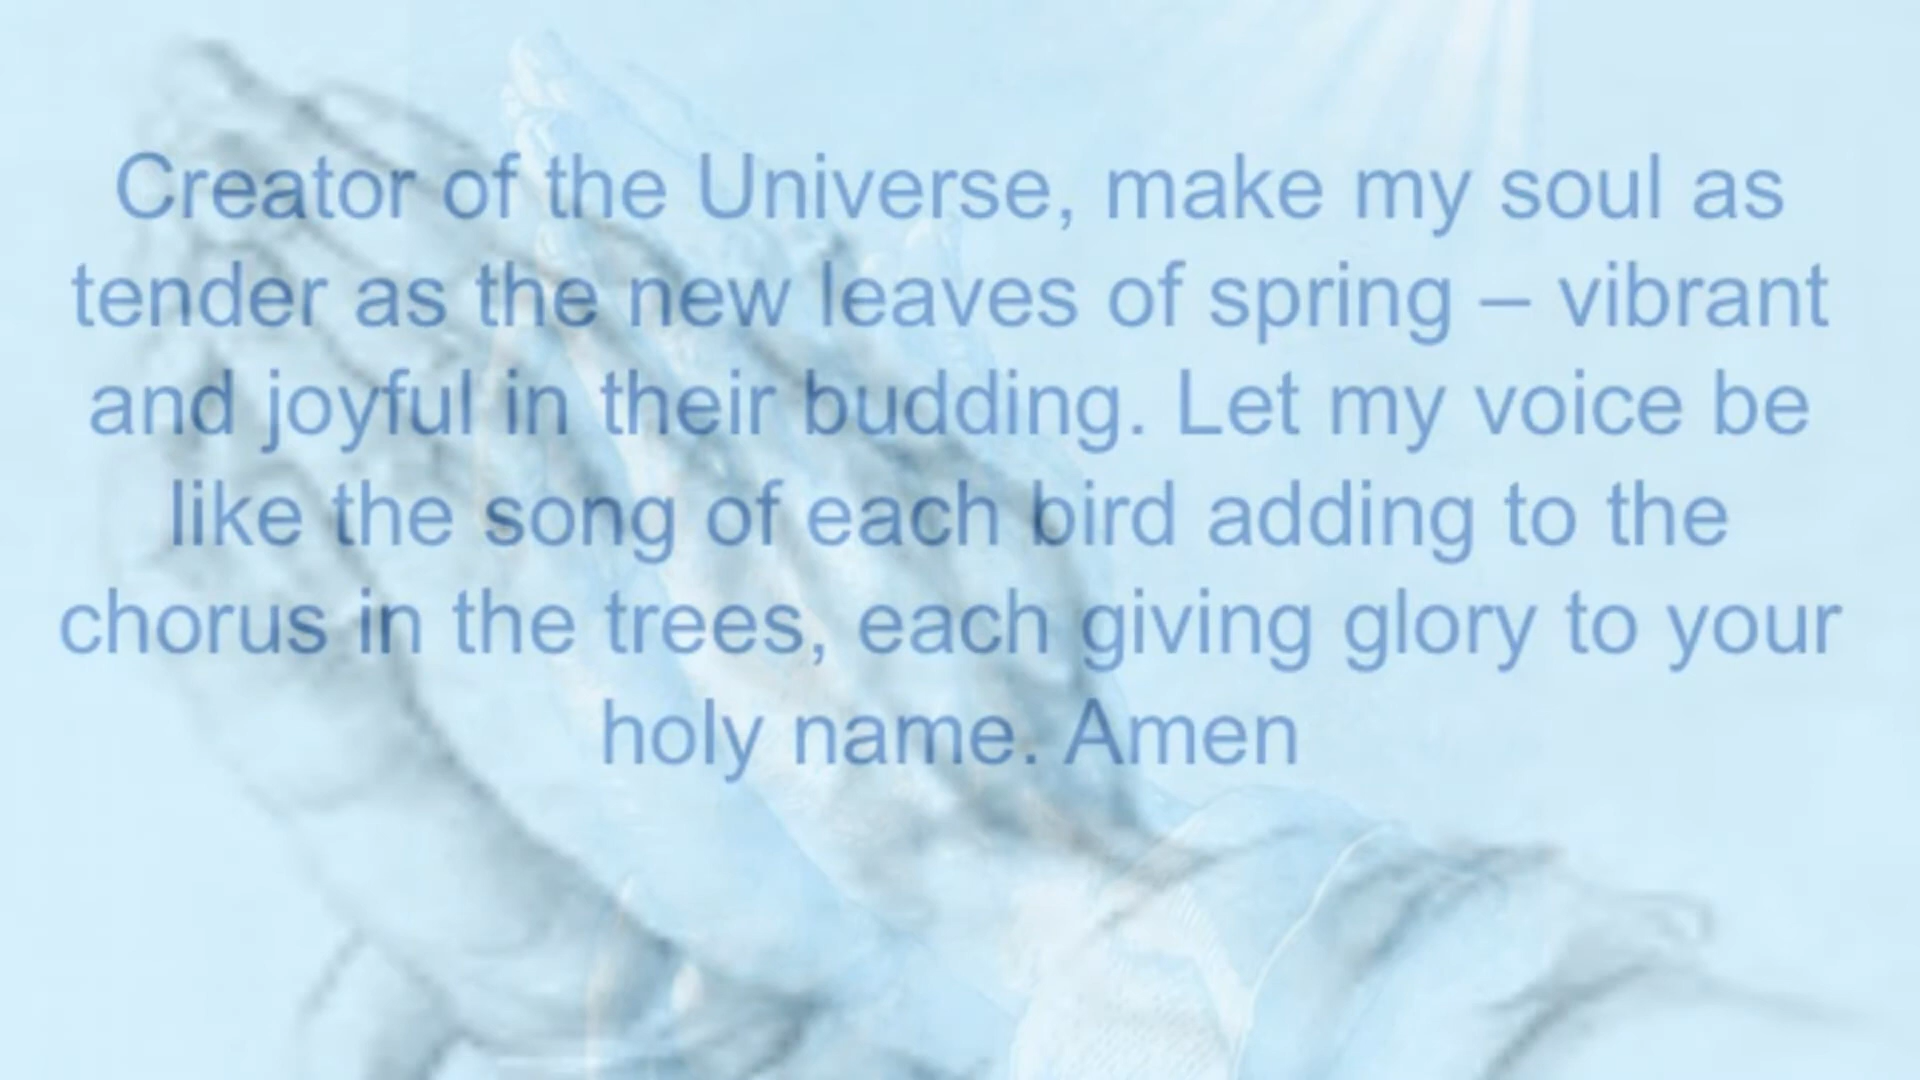 Creator of the Universe, make my soul as
tender as the new leaves of spring – vibrant
and joyful in their budding. Let my voice be
like the song of each bird adding to the
chorus in the trees, each giving glory to your
holy name. Amen